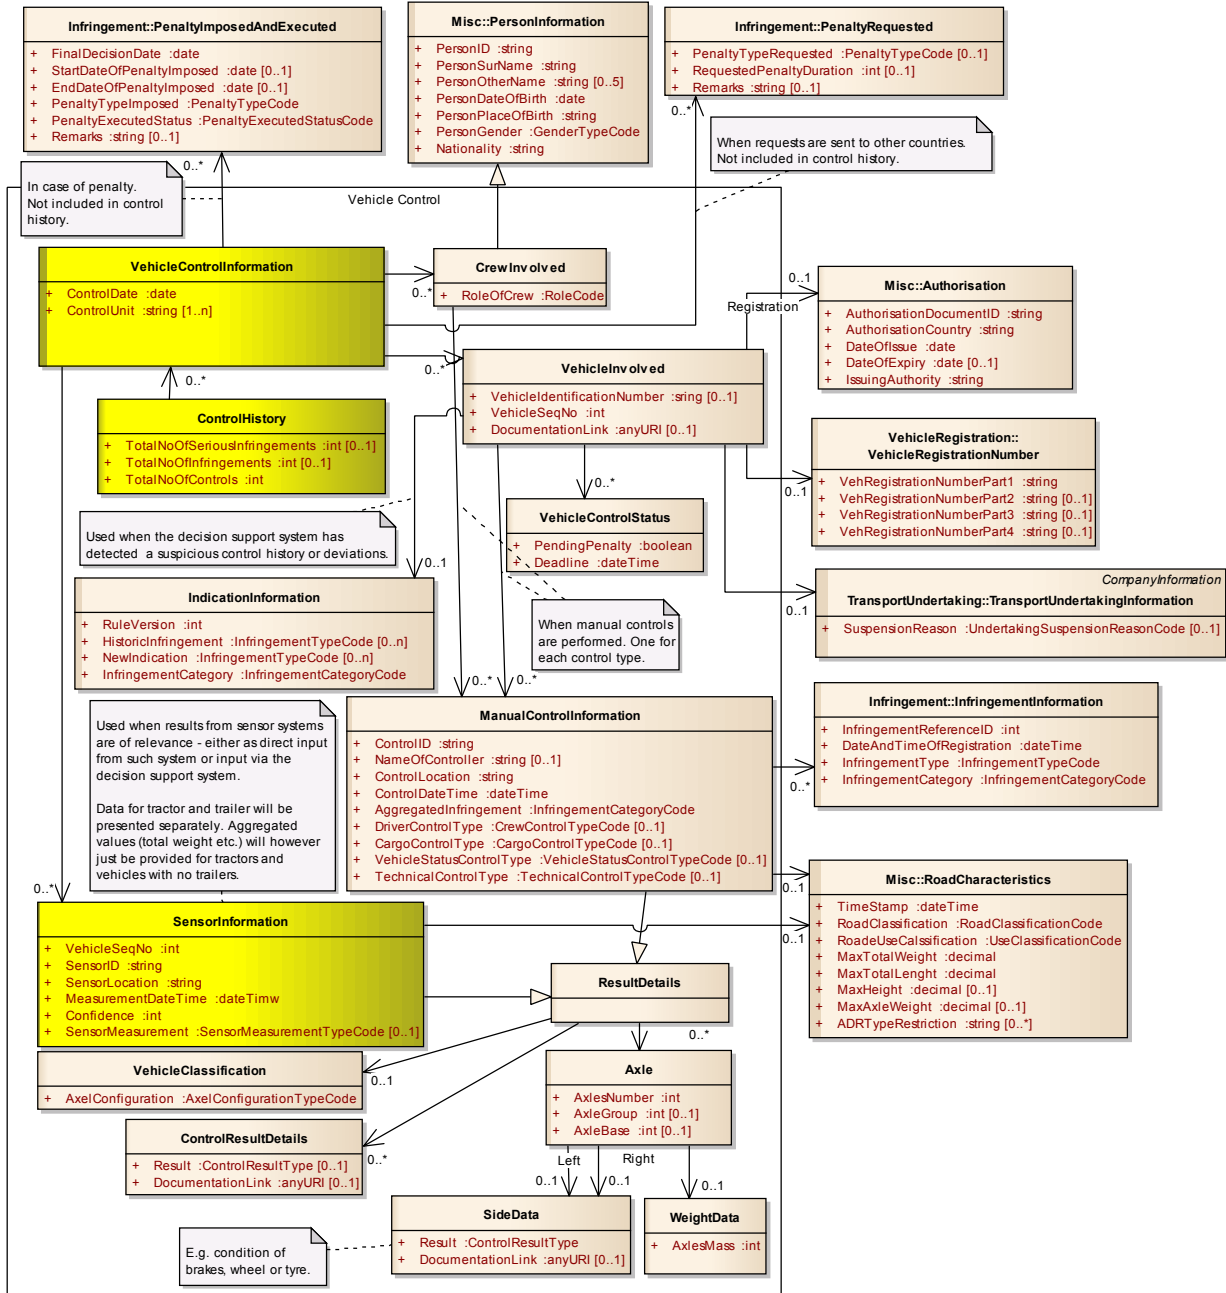 Infringement::PenaltyImposedAndExecuted
+ FinalDecisionDate :date
+ StartDateOfPenaltyImposed :date [0..1]
+ EndDateOfPenaltyImposed :date [0..1]
+ PenaltyTypeImposed :PenaltyTypeCode
+ PenaltyExecutedStatus :PenaltyExecutedStatusCode
+ Remarks :string [0..1]
Misc::PersonInformation
+ PersonID :string
+ PersonSurName :string
+ PersonOtherName :string [0..5]
+ PersonDateOfBirth :date
+ PersonPlaceOfBirth :string
+ PersonGender :GenderTypeCode
+ Nationality :string
Infringement::PenaltyRequested
+ PenaltyTypeRequested :PenaltyTypeCode [0..1]
+ RequestedPenaltyDuration :int [0..1]
+ Remarks :string [0..1]
0..*
0..*
When requests are sent to other countries.
Not included in control history.
In case of penalty.
Not included in control
history.
Vehicle Control
VehicleControlInformation
+ ControlDate :date
+ ControlUnit :string [1..n]
0..*
CrewInvolved
+ RoleOfCrew :RoleCode
0..1
Registration
Misc::Authorisation
+ AuthorisationDocumentID :string
+ AuthorisationCountry :string
+ DateOfIssue :date
+ DateOfExpiry :date [0..1]
+ IssuingAuthority :string
0..*
VehicleInvolved
+ VehicleIdentificationNumber :sring [0..1]
+ VehicleSeqNo :int
+ DocumentationLink :anyURI [0..1]
0..*
ControlHistory
+ TotalNoOfSeriousInfringements :int [0..1]
+ TotalNoOfInfringements :int [0..1]
+ TotalNoOfControls :int
0..1
VehicleRegistration::
VehicleRegistrationNumber
+ VehRegistrationNumberPart1 :string
+ VehRegistrationNumberPart2 :string [0..1]
+ VehRegistrationNumberPart3 :string [0..1]
+ VehRegistrationNumberPart4 :string [0..1]
Used when the decision support system has
detected a suspicious control history or deviations.
0..*
VehicleControlStatus
+ PendingPenalty :boolean
+ Deadline :dateTime
0..1
IndicationInformation
+ RuleVersion :int
+ HistoricInfringement :InfringementTypeCode [0..n]
+ NewIndication :InfringementTypeCode [0..n]
+ InfringementCategory :InfringementCategoryCode
0..1
CompanyInformation
TransportUndertaking::TransportUndertakingInformation
+ SuspensionReason :UndertakingSuspensionReasonCode [0..1]
When manual controls
are performed. One for
each control type.
0..*
0..*
Used when results from sensor systems
are of relevance - either as direct input
from such system or input via the
decision support system.
Data for tractor and trailer will be
presented separately. Aggregated
values (total weight etc.) will however
just be provided for tractors and
vehicles with no trailers.
ManualControlInformation
+ ControlID :string
+ NameOfController :string [0..1]
+ ControlLocation :string
+ ControlDateTime :dateTime
+ AggregatedInfringement :InfringementCategoryCode
+ DriverControlType :CrewControlTypeCode [0..1]
+ CargoControlType :CargoControlTypeCode [0..1]
+ VehicleStatusControlType :VehicleStatusControlTypeCode [0..1]
+ TechnicalControlType :TechnicalControlTypeCode [0..1]
0..*
Infringement::InfringementInformation
+ InfringementReferenceID :int
+ DateAndTimeOfRegistration :dateTime
+ InfringementType :InfringementTypeCode
+ InfringementCategory :InfringementCategoryCode
0..1
0..1
Misc::RoadCharacteristics
+ TimeStamp :dateTime
+ RoadClassification :RoadClassificationCode
+ RoadeUseCalssification :UseClassificationCode
+ MaxTotalWeight :decimal
+ MaxTotalLenght :decimal
+ MaxHeight :decimal [0..1]
+ MaxAxleWeight :decimal [0..1]
+ ADRTypeRestriction :string [0..*]
0..*
SensorInformation
+ VehicleSeqNo :int
+ SensorID :string
+ SensorLocation :string
+ MeasurementDateTime :dateTimw
+ Confidence :int
+ SensorMeasurement :SensorMeasurementTypeCode [0..1]
ResultDetails
0..*
VehicleClassification
+ AxelConfiguration :AxelConfigurationTypeCode
0..1
Axle
+ AxlesNumber :int
+ AxleGroup :int [0..1]
+ AxleBase :int [0..1]
ControlResultDetails
+ Result :ControlResultType [0..1]
+ DocumentationLink :anyURI [0..1]
0..*
Left
Right
0..1
0..1
0..1
SideData
+ Result :ControlResultType
+ DocumentationLink :anyURI [0..1]
WeightData
+ AxlesMass :int
E.g. condition of
brakes, wheel or tyre.